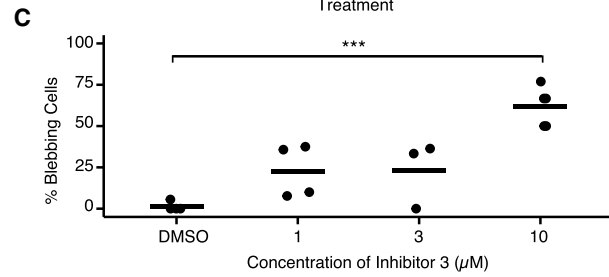 Treatment
C
***
100
75
50
25
0
% Blebbing Cells
DMSO 1 3 10
Concentration of Inhibitor 3 (µM)